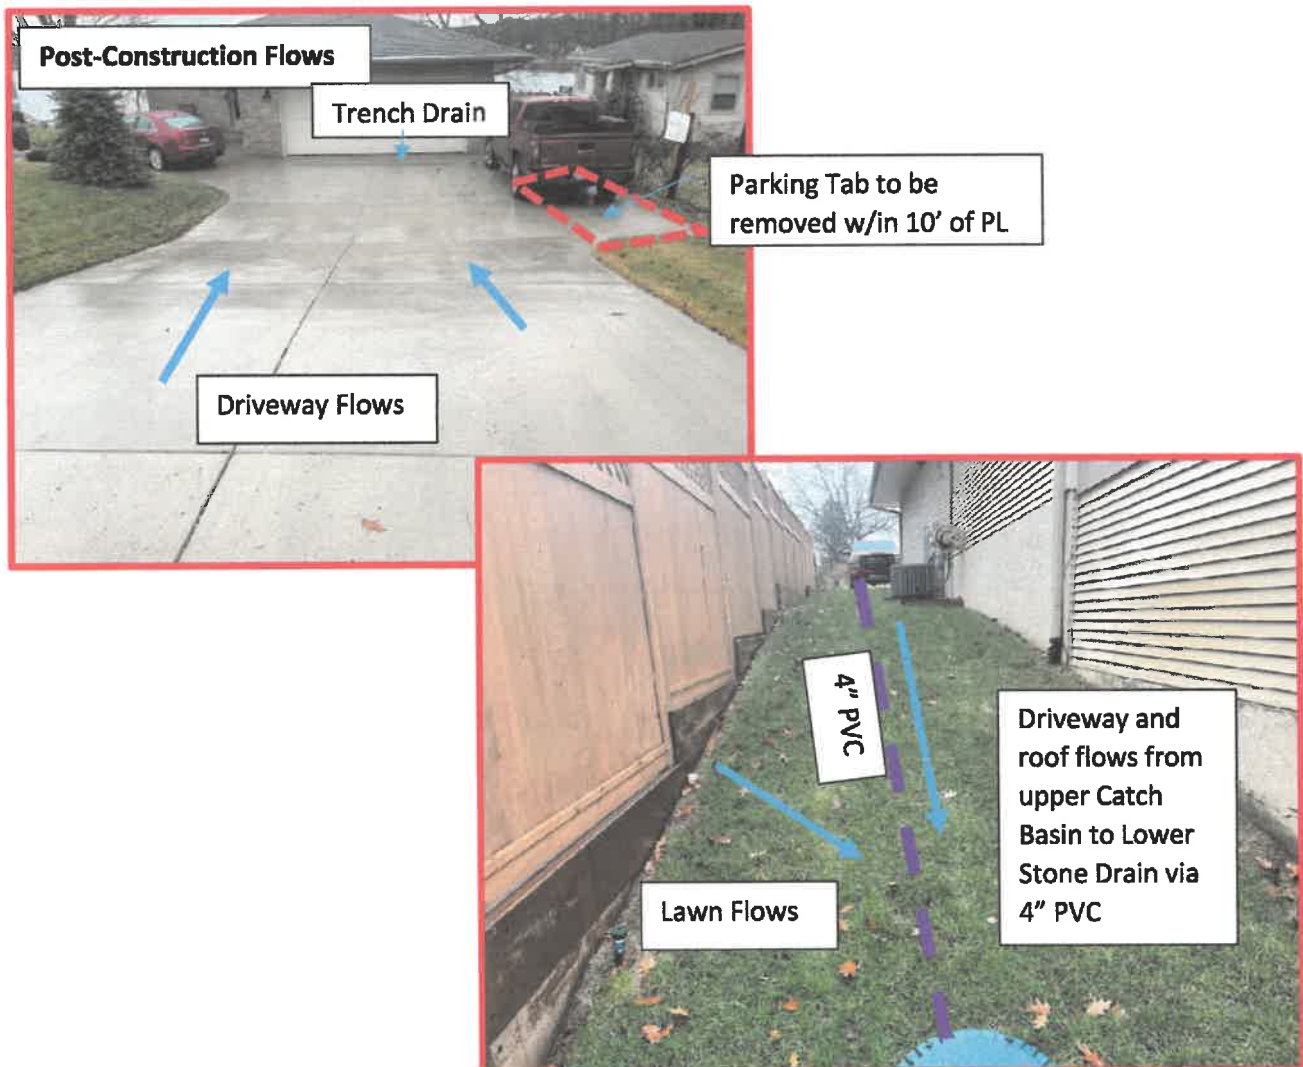 Post-Construction Flows
Trench Drain
Parking Tab to be
removed w/in 10' of PL
Driveway Flows
4" PVC
Driveway and
roof flows from
upper Catch
Basin to Lower
Stone Drain via
4" PVC
Lawn Flows